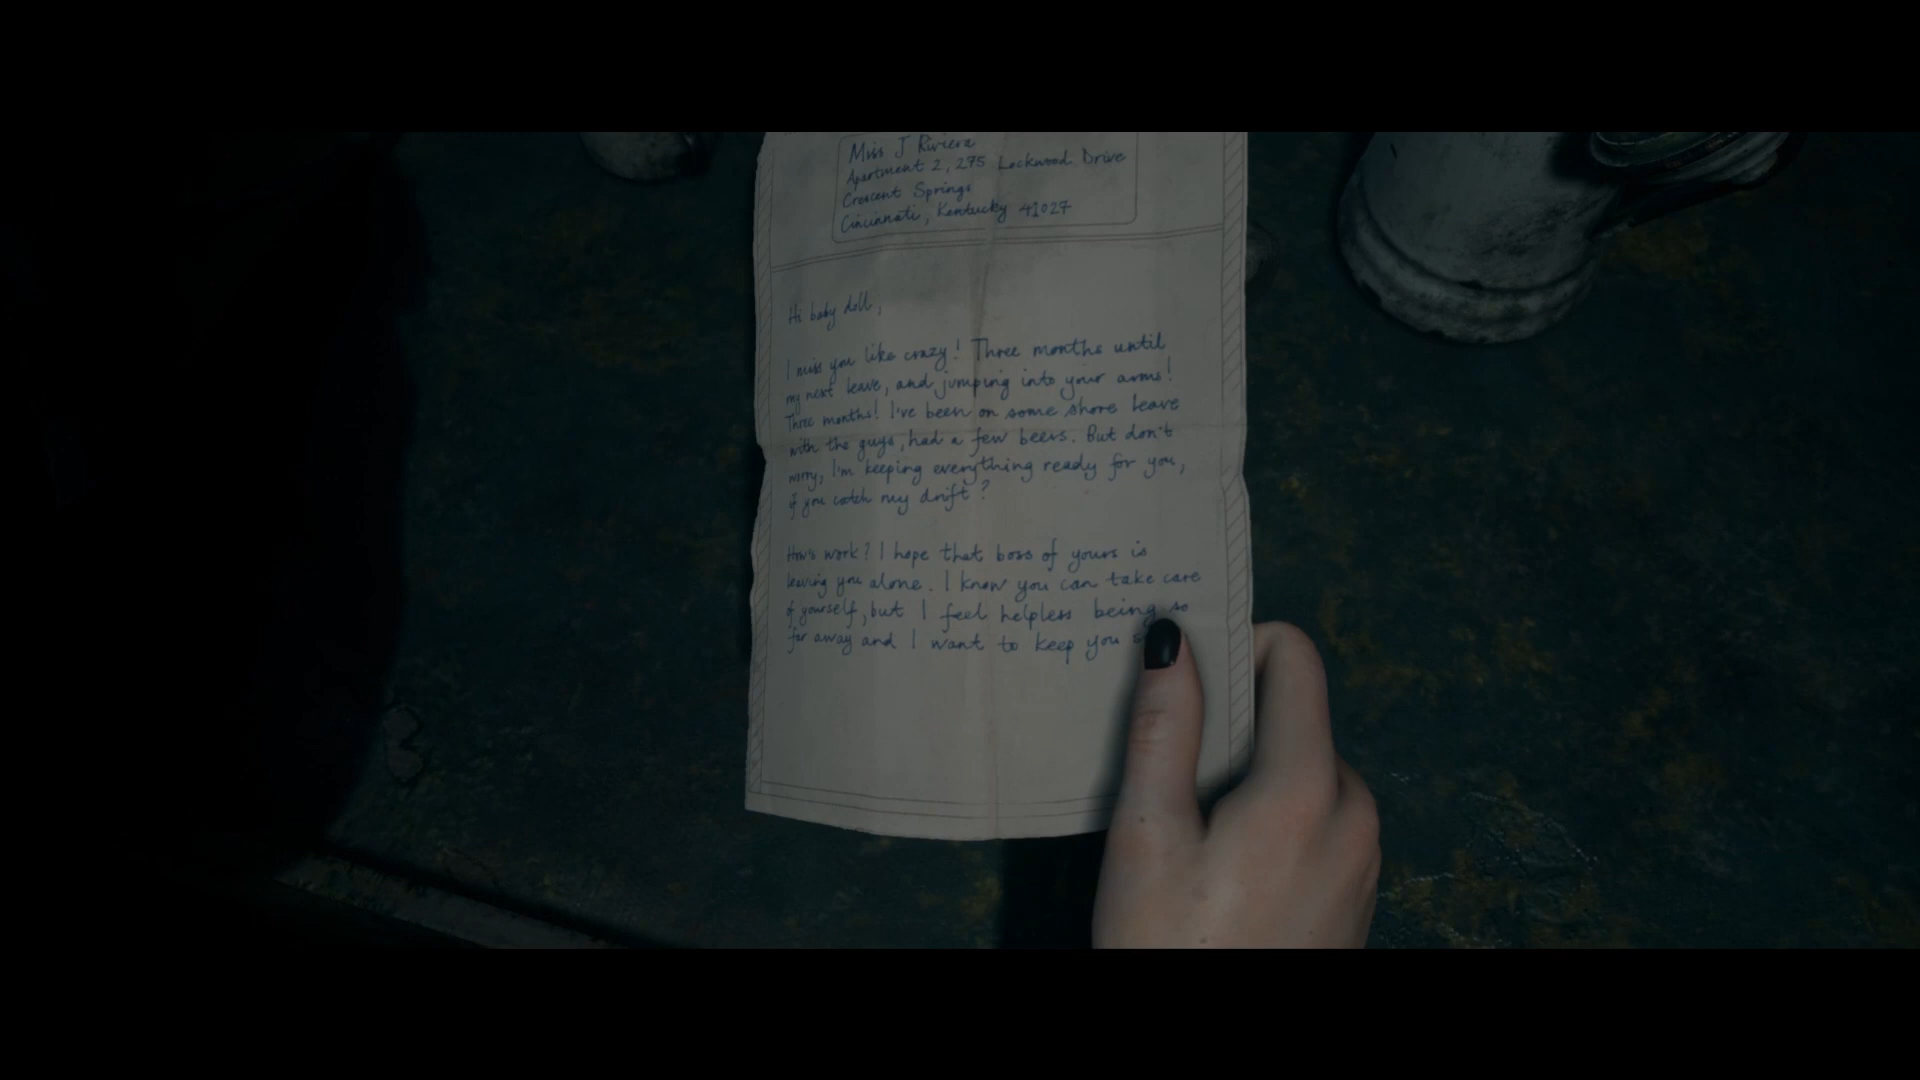 Miss J Riviera
Apartment 2, 275 Lockwood Drive
Crescent Springs
Cincinnati, Kentucky 41027
Hi baby doll,
I miss you like crazy! Three months until
my next leave, and jumping into your arms!
Three months! I've been on some shore leave
with the guys, had a few beers. But don't
worry, I'm keeping everything ready for you,
if you catch my drift?
How's work? I hope that boss of yours is
leaving you alone. I know you can take care
of yourself, but I feel helpless being so
far away and I want to keep you